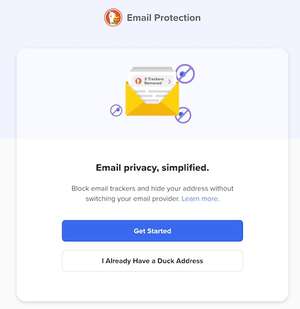 Email Protection
6 Trackers
Removed
Email privacy, simplified.
Block email trackers and hide your address without
switching your email provider. Learn more.
Get Started
I Already Have a Duck Address